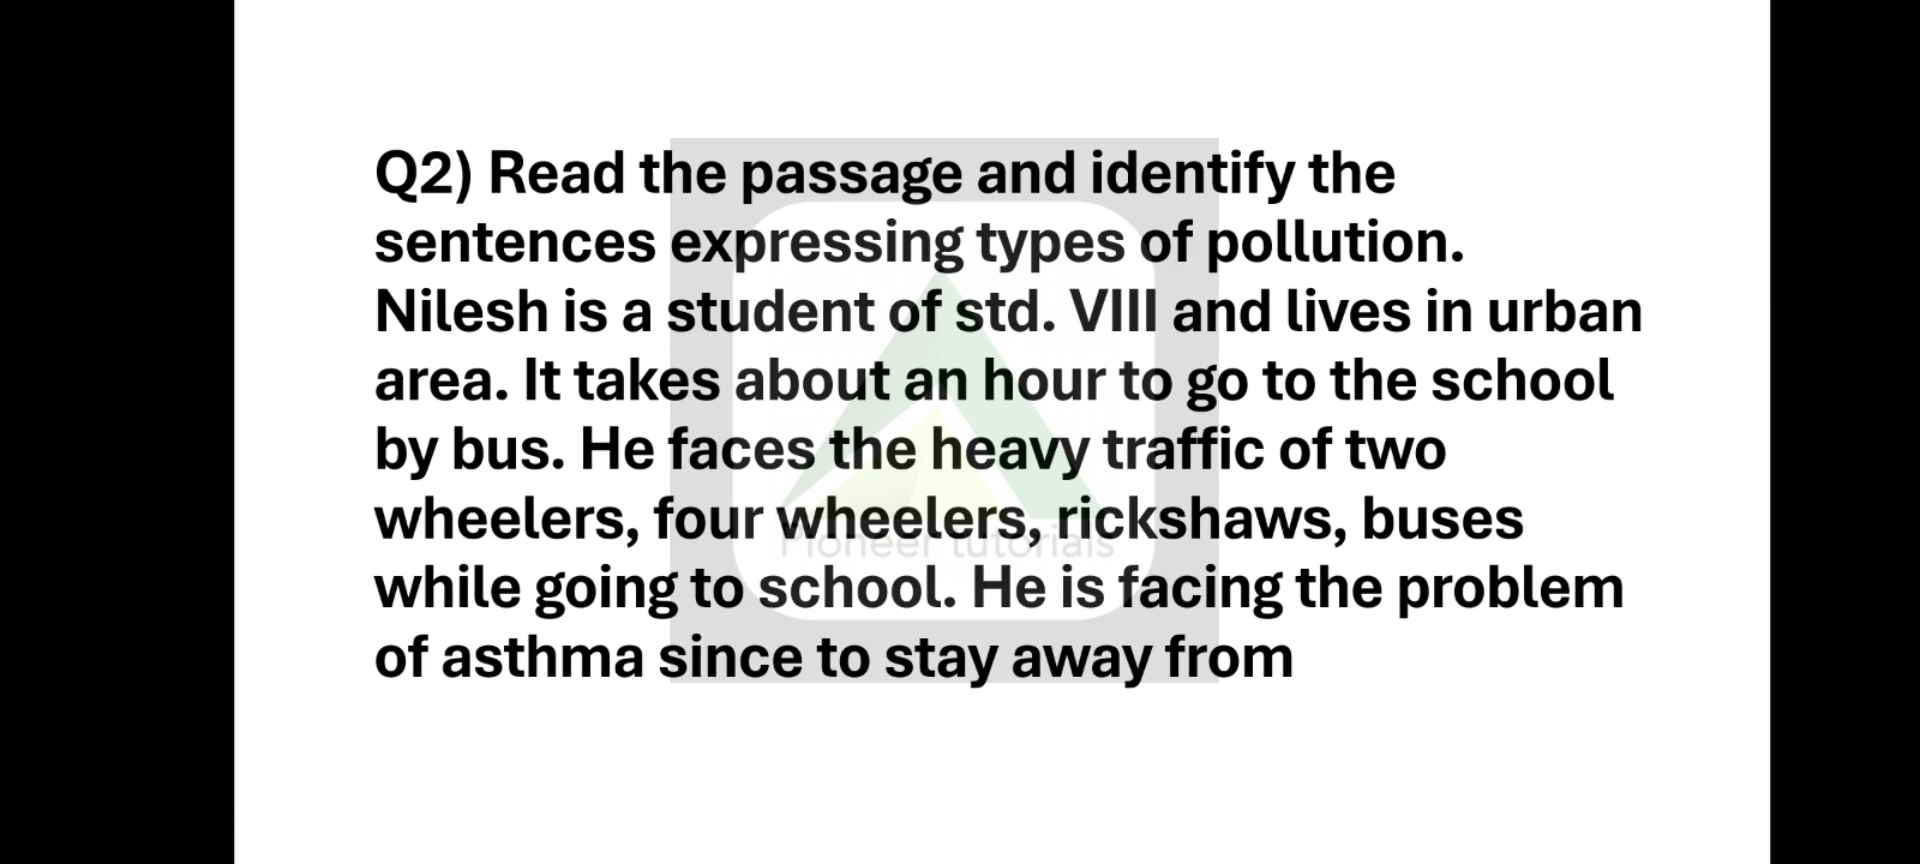 Q2) Read the passage and identify the
sentences expressing types of pollution.
Nilesh is a student of std. VIII and lives in urban
area. It takes about an hour to go to the school
by bus. He faces the heavy traffic of two
wheelers, four wheelers, rickshaws, buses
Pioneer tutorials
while going to school. He is facing the problem
of asthma since to stay away from